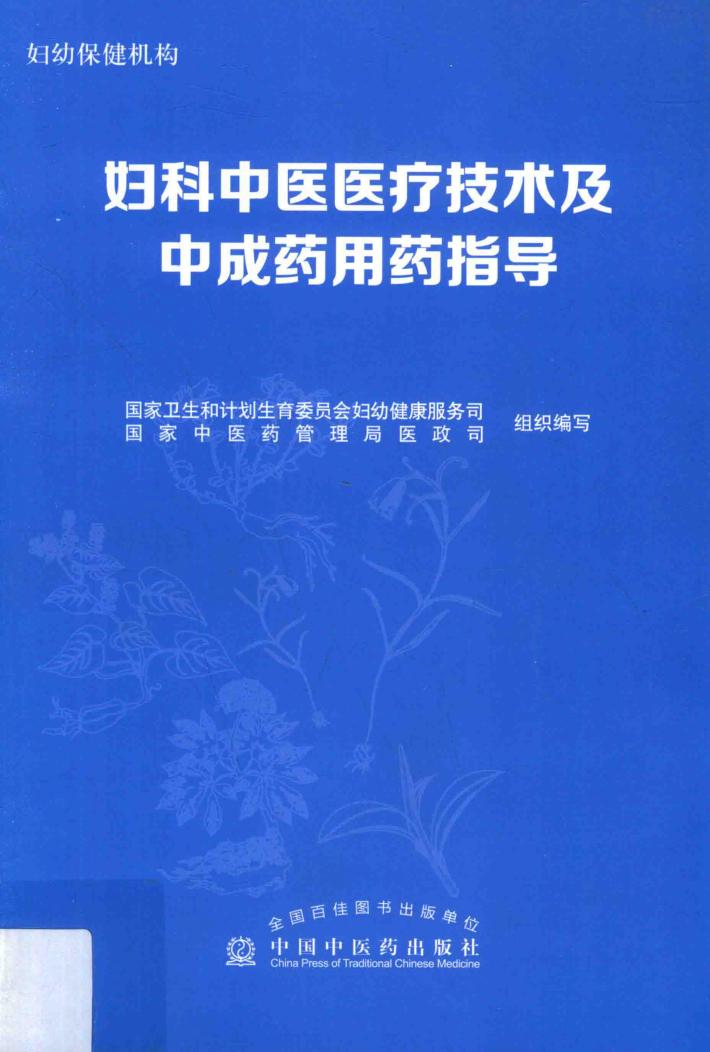 妇幼保健机构
妇科中医医疗技术及
中成药用药指导
国家卫生和计划生育委员会妇幼健康服务司
国家中医药管理局医政司
组织编写
全国百佳图书出版单位
中国中医药出版社
China Press of Traditional Chinese Medicine